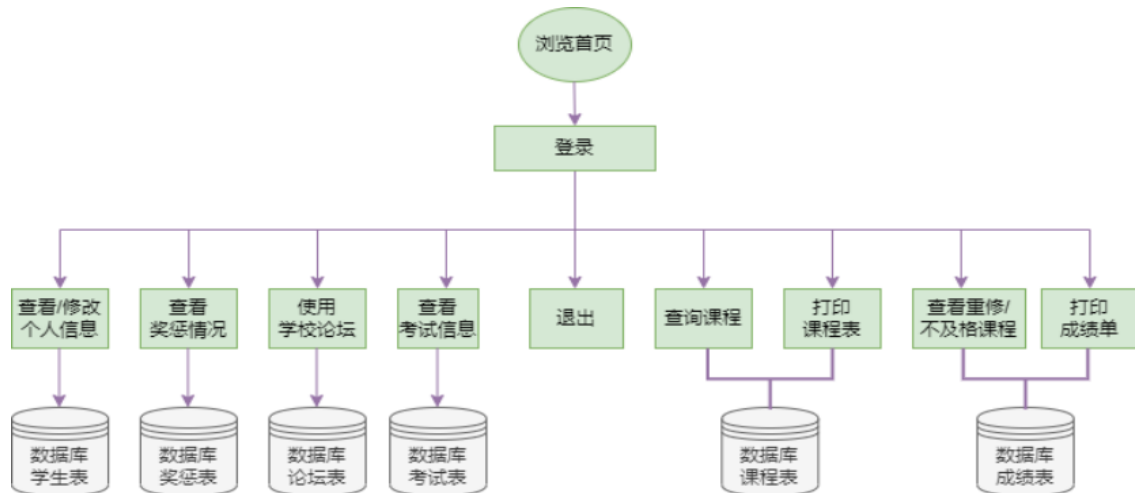 浏览首页
登录
查看/修改
个人信息
查看
奖惩情况
使用
学校论坛
查看
考试信息
退出
查询课程
打印
课程表
查看重修/
不及格课程
打印
成绩单
数据库
学生表
数据库
奖惩表
数据库
论坛表
数据库
考试表
数据库
课程表
数据库
成绩表